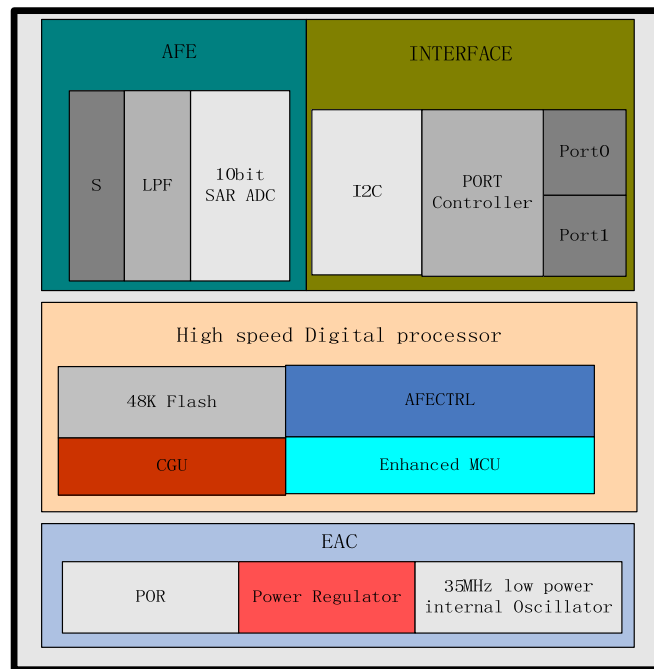 AFE
INTERFACE
S
LPF
10bit
SAR ADC
I2C
PORT
Controller
Port0
Port1
High speed Digital processor
48K Flash
AFECTRL
CGU
Enhanced MCU
EAC
POR
Power Regulator
35MHz low power
internal Oscillator